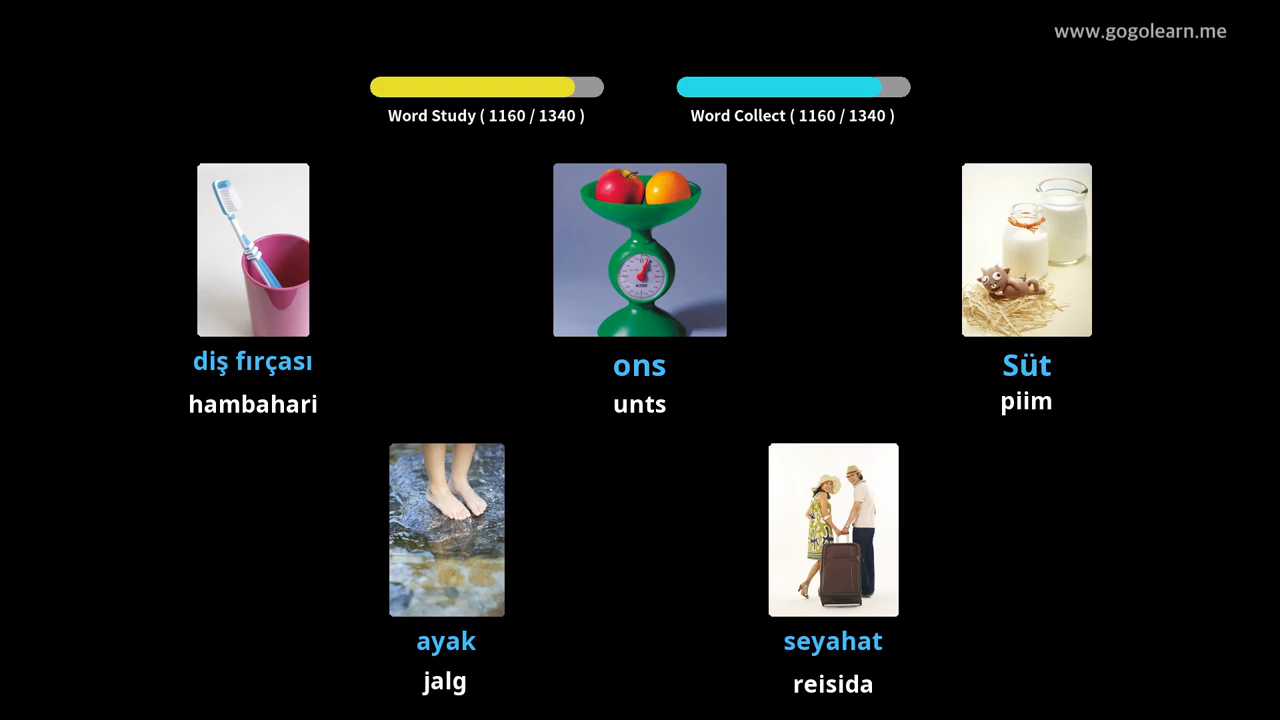 www.gogolearn.me
Word Study ( 1160 / 1340 )
Word Collect ( 1160 / 1340 )
diş fırçası
hambahari
ons
unts
Süt
piim
ayak
jalg
seyahat
reisida